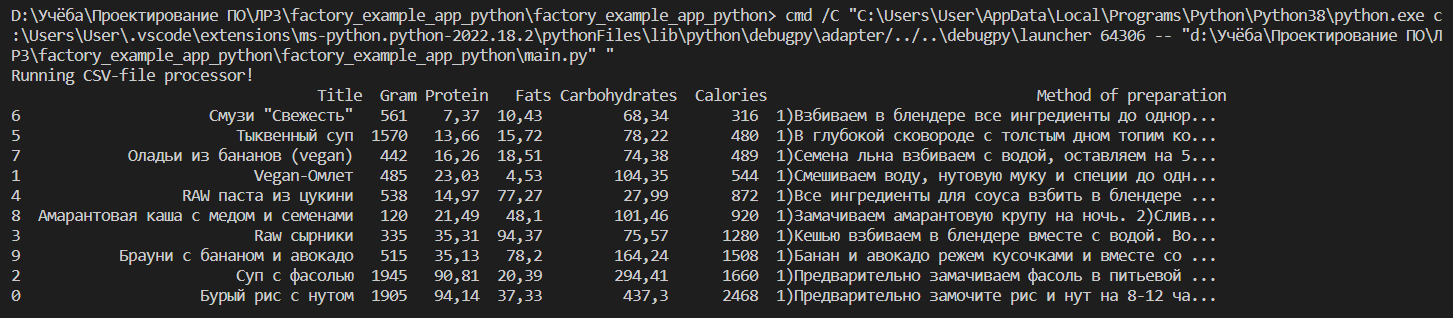 D:\Учёба\Проектирование ПО\ЛР3\factory_example_app_python\factory_example_app_python> cmd /C "C:\Users\User\AppData\Local\Programs\Python\Python38\python.exe c
:\Users\User\.vscode\extensions\ms-python.python-2022.18.2\pythonFiles\lib\python\debugpy\adapter/../..\debugpy\launcher 64306 -- "d:\Учёба\Проектирование ПО\Л
Р3\factory_example_app_python\factory_example_app_python\main.py" "
Running CSV-file processor!
Title Gram Protein Fats Carbohydrates Calories Method of preparation
6 Смузи "Свежесть" 561 7,37 10,43 68,34 316 1)Взбиваем в блендере все ингредиенты до однор...
5 Тыквенный суп 1570 13,66 15,72 78,22 480 1)В глубокой сковороде с толстым дном топим ко...
7 Оладьи из бананов (vegan) 442 16,26 18,51 74,38 489 1)Семена льна взбиваем с водой, оставляем на 5...
1 Vegan-Омлет 485 23,03 4,53 104,35 544 1)Смешиваем воду, нутовую муку и специи до одн...
4 RAW паста из цукини 538 14,97 77,27 27,99 872 1)Все ингредиенты для соуса взбить в блендере ...
8 Амарантовая каша с медом и семенами 120 21,49 48,1 101,46 920 1)Замачиваем амарантовую крупу на ночь. 2)Слив...
3 Raw сырники 335 35,31 94,37 75,57 1280 1)Кешью взбиваем в блендере вместе с водой. Во...
9 Брауни с бананом и авокадо 515 35,13 78,2 164,24 1508 1)Банан и авокадо режем кусочками и вместе со ...
2 Суп с фасолью 1945 90,81 20,39 294,41 1660 1)Предварительно замачиваем фасоль в питьевой ...
0 Бурый рис с нутом 1905 94,14 37,33 437,3 2468 1)Предварительно замочите рис и нут на 8-12 ча...